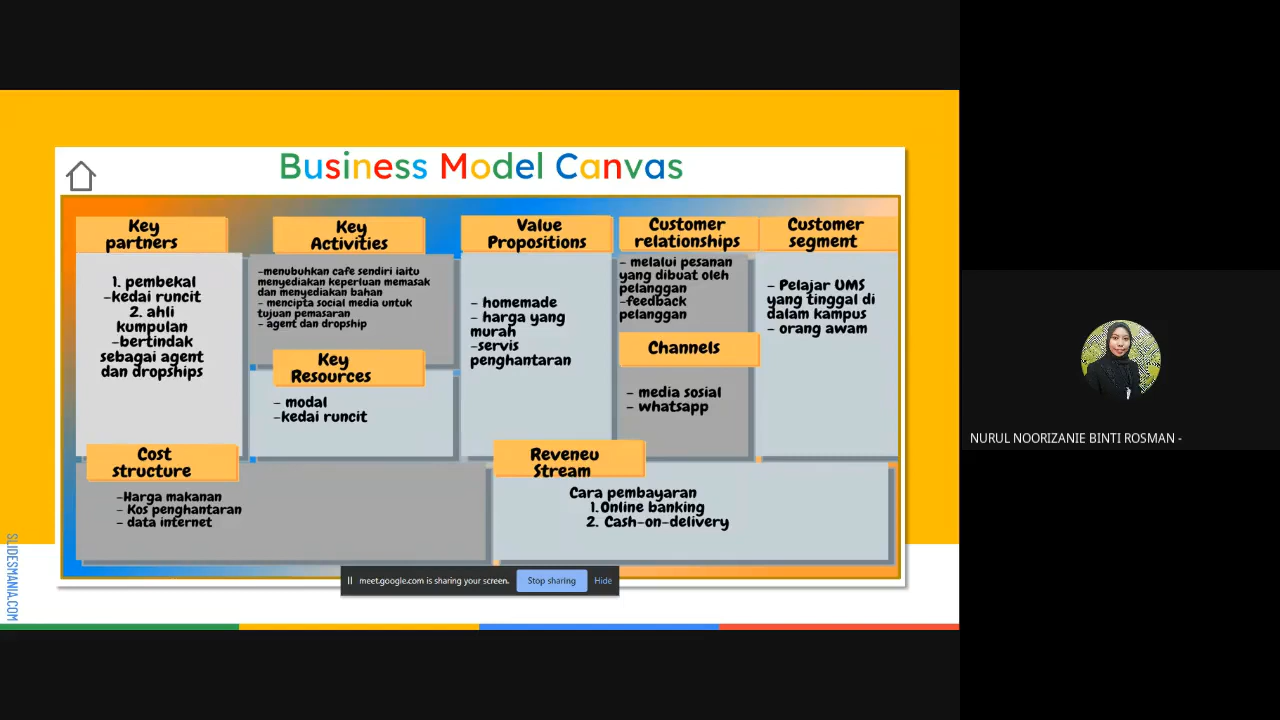 Business Model Canvas
Key
partners
1. pembekal
-kedai runcit
2. ahli
kumpulan
-bertindak
sebagai agent
dan dropships
Key
Activities
-menubuhkan cafe sendiri iaitu
menyediakan keperluan memasak
dan menyediakan bahan
- mencipta social media untuk
tujuan pemasaran
- agent dan dropship
Key
Resources
- modal
-kedai runcit
Value
Propositions
- homemade
- harga yang
murah
-servis
penghantaran
Customer
relationships
- melalui pesanan
yang dibuat oleh
pelanggan
-feedback
pelanggan
Channels
- media sosial
- whatsapp
Customer
segment
- Pelajar UMS
yang tinggal di
dalam kampus
- orang awam
Cost
structure
-Harga makanan
- Kos penghantaran
- data internet
Reveneu
Stream
Cara pembayaran
1.Online banking
2. Cash-on-delivery
SLIDESMANIA.COM
meet.google.com is sharing your screen.
Stop sharing
Hide
NURUL NOORIZANIE BINTI ROSMAN -